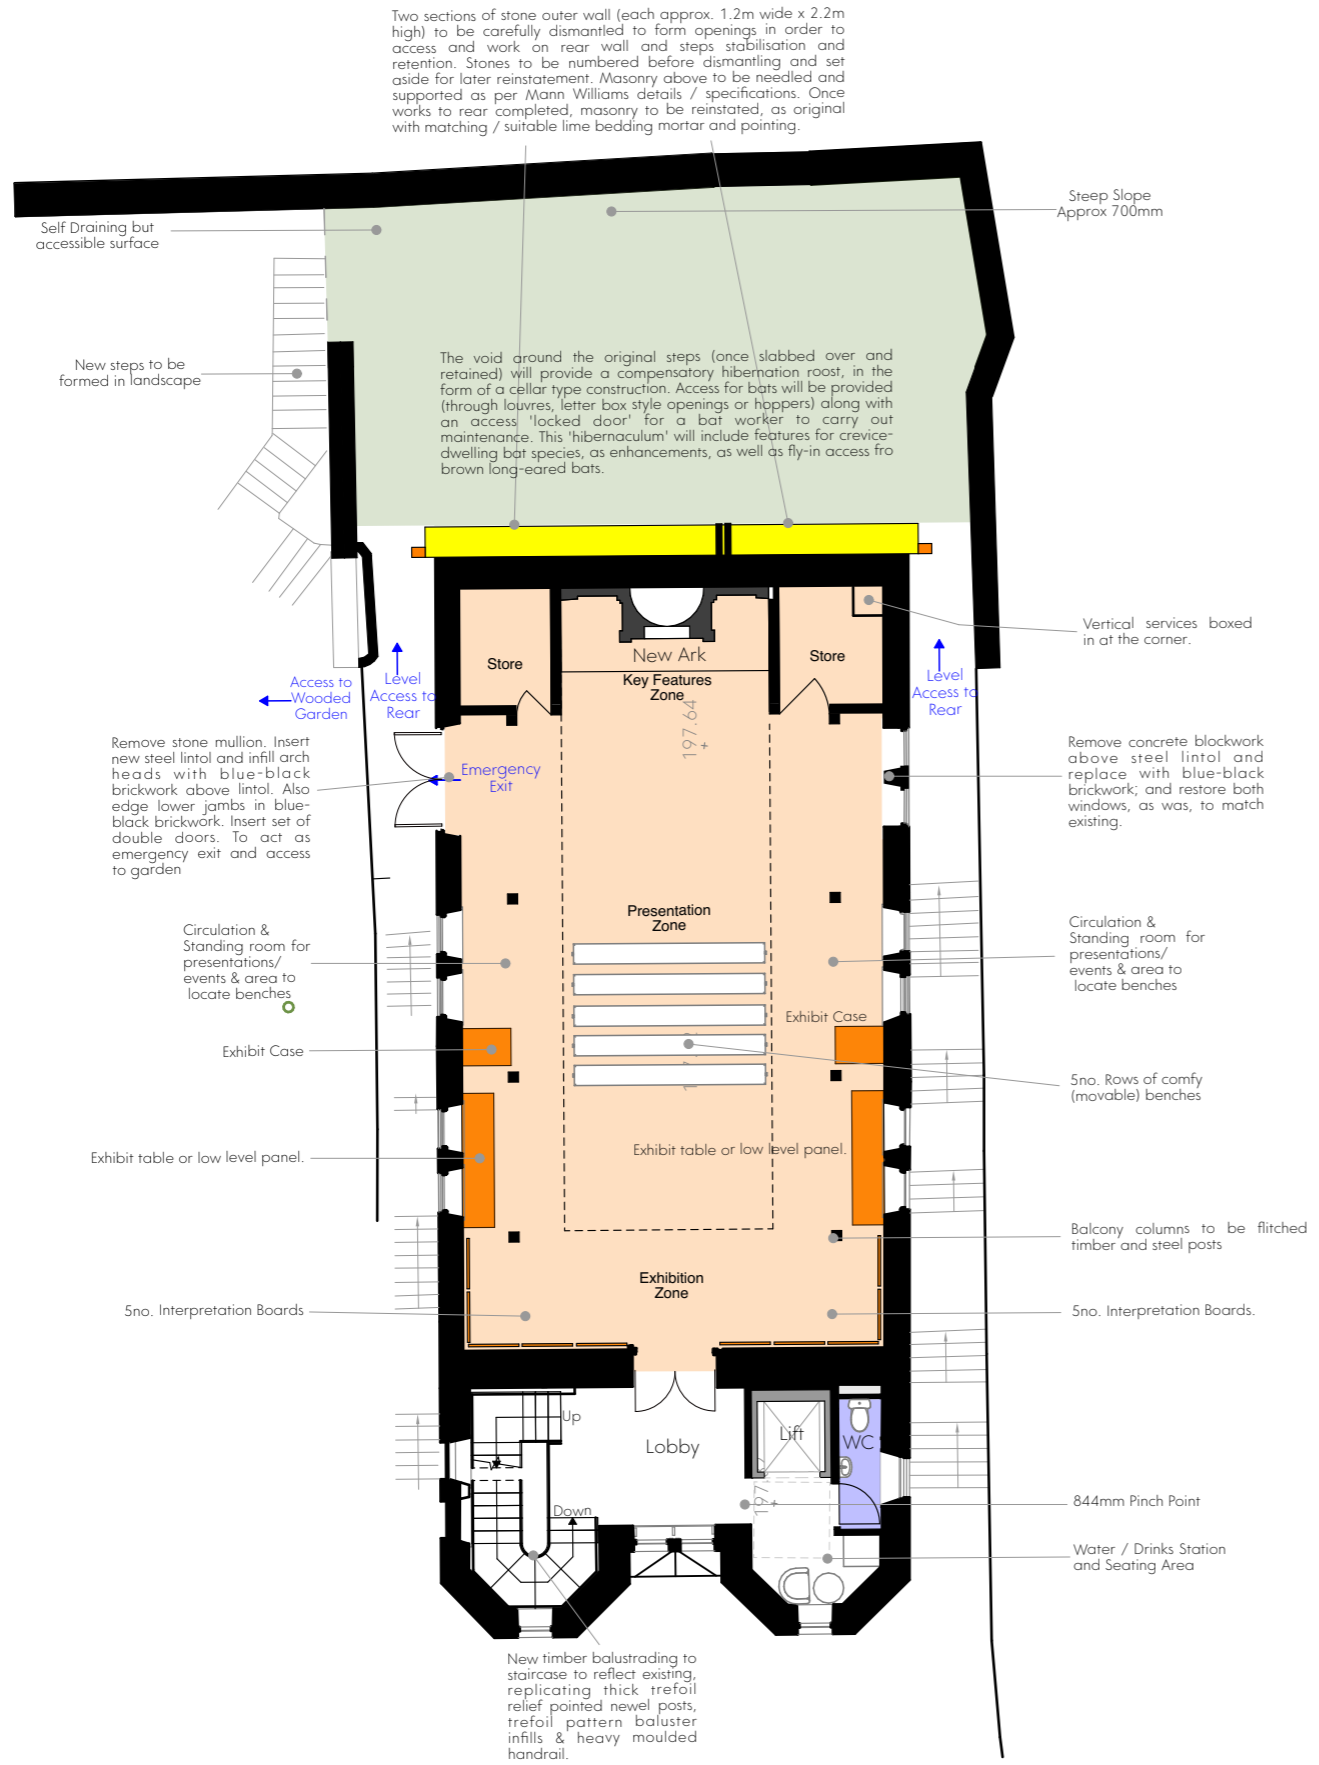 Two sections of stone outer wall (each approx. 1.2m wide x 2.2m
high) to be carefully dismantled to form openings in order to
access and work on rear wall and steps stabilisation and
retention. Stones to be numbered before dismantling and set
aside for later reinstatement. Masonry above to be needled and
supported as per Mann Williams details / specifications. Once
works to rear completed, masonry to be reinstated, as original
with matching / suitable lime bedding mortar and pointing.
Steep Slope
Approx 700mm
Self Draining but
accessible surface
New steps to be
formed in landscape
The void around the original steps (once slabbed over and
retained) will provide a compensatory hibernation roost, in the
form of a cellar type construction. Access for bats will be provided
(through louvres, letter box style openings or hoppers) along with
an access 'locked door' for a bat worker to carry out
maintenance. This 'hibernaculum' will include features for crevice-
dwelling bat species, as enhancements, as well as fly-in access fro
brown long-eared bats.
Vertical services boxed
in at the corner.
Store
New Ark
Store
Key Features
Zone
197.64
Access to
Wooded
Garden
Level
Access to
Rear
Level
Access to
Rear
Remove stone mullion. Insert
new steel lintol and infill arch
heads with blue-black
brickwork above lintol. Also
edge lower jambs in blue-
black brickwork. Insert set of
double doors. To act as
emergency exit and access
to garden
Emergency
Exit
Remove concrete blockwork
above steel lintol and
replace with blue-black
brickwork; and restore both
windows, as was, to match
existing.
Presentation
Zone
Circulation &
Standing room for
presentations/
events & area to
locate benches
Circulation &
Standing room for
presentations/
events & area to
locate benches
Exhibit Case
Exhibit Case
5no. Rows of comfy
(movable) benches
Exhibit table or low level panel.
Exhibit table or low level panel.
Balcony columns to be flitched
timber and steel posts
Exhibition
Zone
5no. Interpretation Boards
5no. Interpretation Boards.
Up
Lobby
Lift
WC
Down
197.
844mm Pinch Point
Water / Drinks Station
and Seating Area
New timber balustrading to
staircase to reflect existing,
replicating thick trefoil
relief pointed newel posts,
trefoil pattern baluster
infills & heavy moulded
handrail.